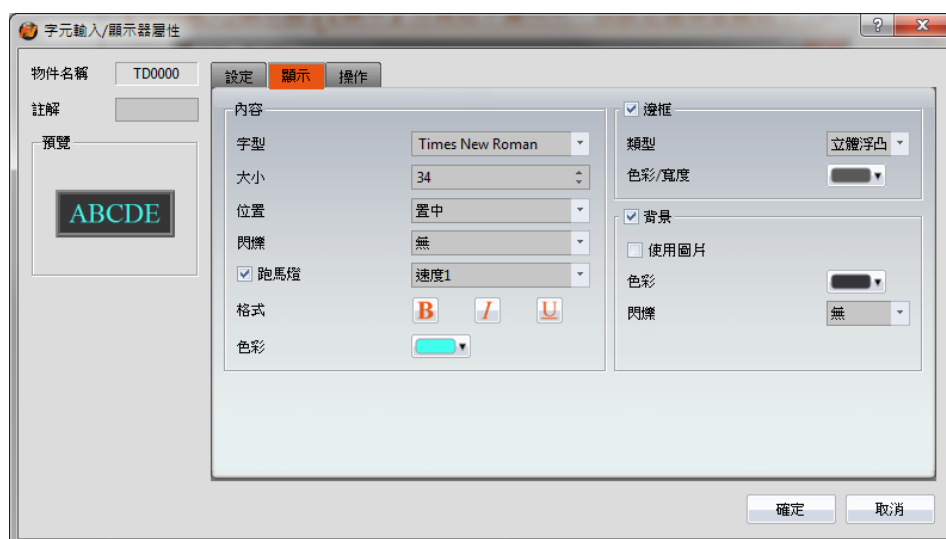 字元輸入/顯示器屬性
物件名稱 TD0000
註解
預覽
ABCDE
設定 顯示 操作
內容
字型 Times New Roman
大小 34
位置 置中
閃爍 無
跑馬燈 速度1
格式 B I U
色彩
邊框
類型 立體浮凸
色彩/寬度
背景
使用圖片
色彩
閃爍 無
確定 取消